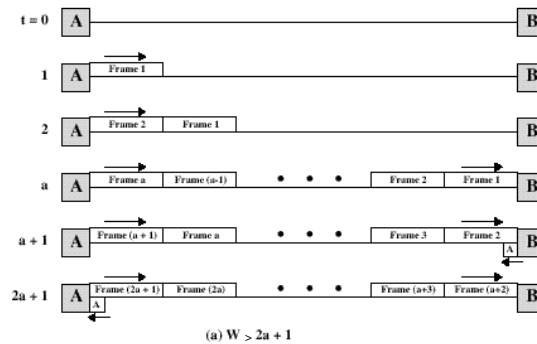 t = 0 A B
1 A Frame 1 B
2 A Frame 2 Frame 1 B
a A Frame a Frame (a-1) • • • Frame 2 Frame 1 B
a + 1 A Frame (a + 1) Frame a • • • Frame 3 Frame 2 B
A
2a + 1 A Frame (2a + 1) Frame (2a) • • • Frame (a+3) Frame (a+2) B
A
(a) W > 2a + 1